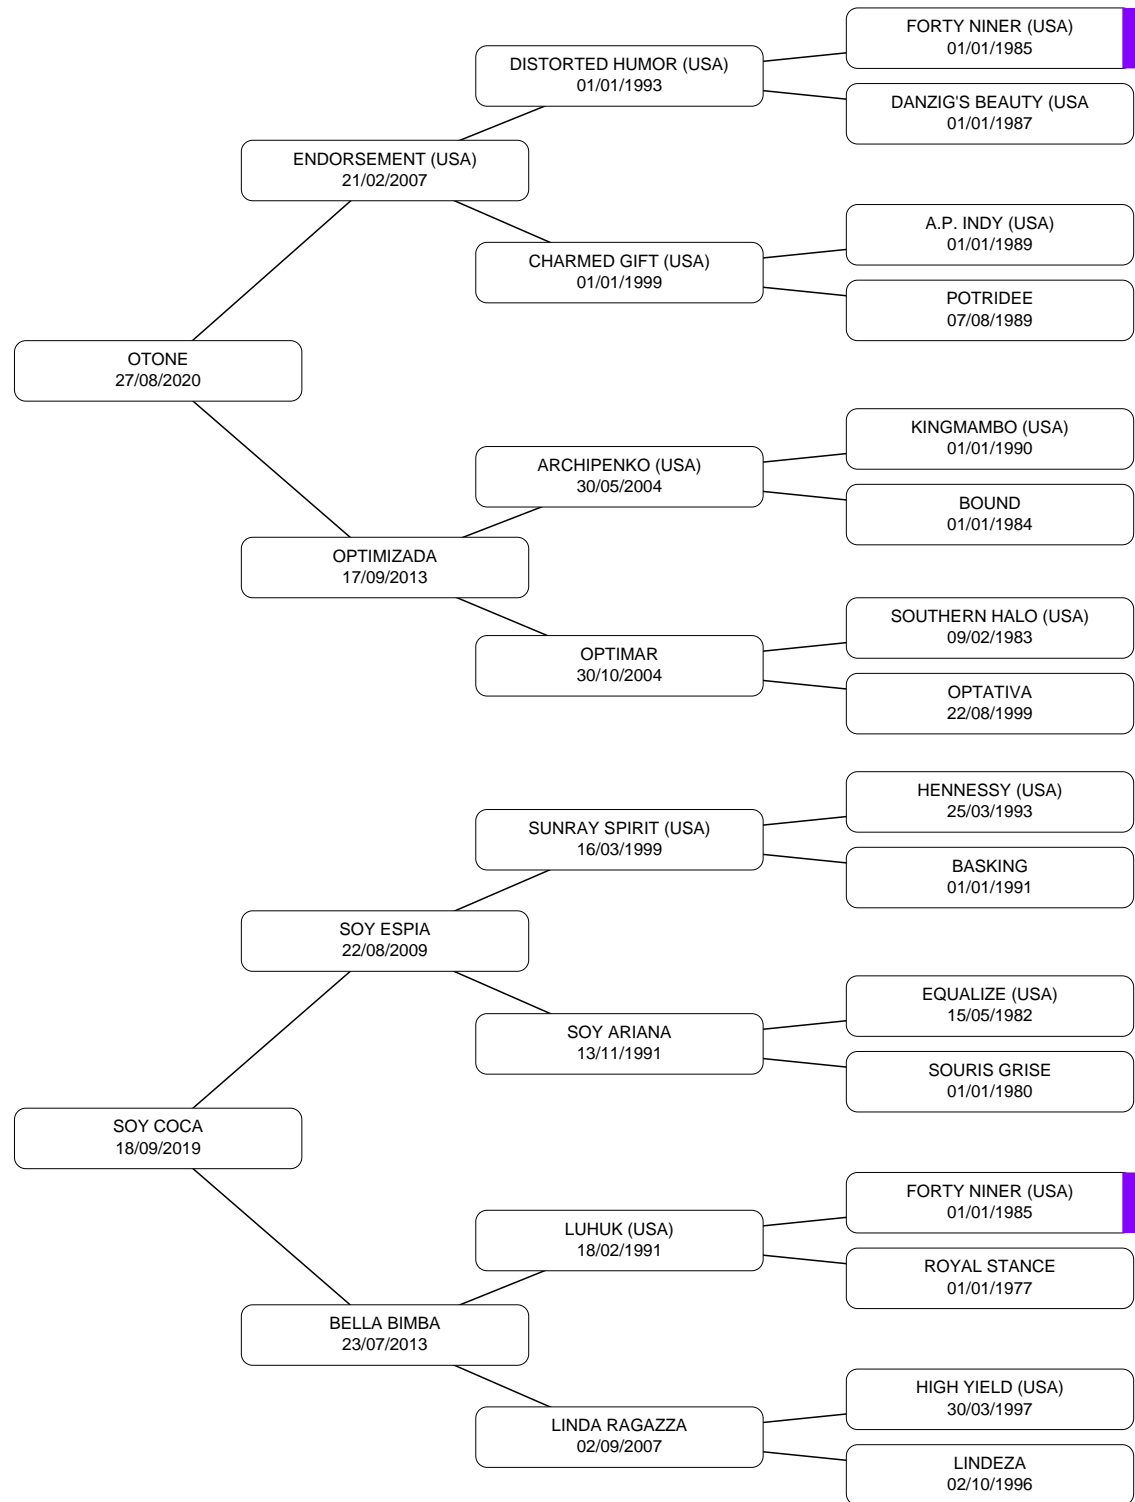 FORTY NINER (USA)
01/01/1985
DISTORTED HUMOR (USA)
01/01/1993
DANZIG'S BEAUTY (USA
01/01/1987
ENDORSEMENT (USA)
21/02/2007
A.P. INDY (USA)
01/01/1989
CHARMED GIFT (USA)
01/01/1999
POTRIDEE
07/08/1989
OTONE
27/08/2020
KINGMAMBO (USA)
01/01/1990
ARCHIPENKO (USA)
30/05/2004
BOUND
01/01/1984
OPTIMIZADA
17/09/2013
SOUTHERN HALO (USA)
09/02/1983
OPTIMAR
30/10/2004
OPTATIVA
22/08/1999
HENNESSY (USA)
25/03/1993
SUNRAY SPIRIT (USA)
16/03/1999
BASKING
01/01/1991
SOY ESPIA
22/08/2009
EQUALIZE (USA)
15/05/1982
SOY ARIANA
13/11/1991
SOURIS GRISE
01/01/1980
SOY COCA
18/09/2019
FORTY NINER (USA)
01/01/1985
LUHUK (USA)
18/02/1991
ROYAL STANCE
01/01/1977
BELLA BIMBA
23/07/2013
HIGH YIELD (USA)
30/03/1997
LINDA RAGAZZA
02/09/2007
LINDEZA
02/10/1996